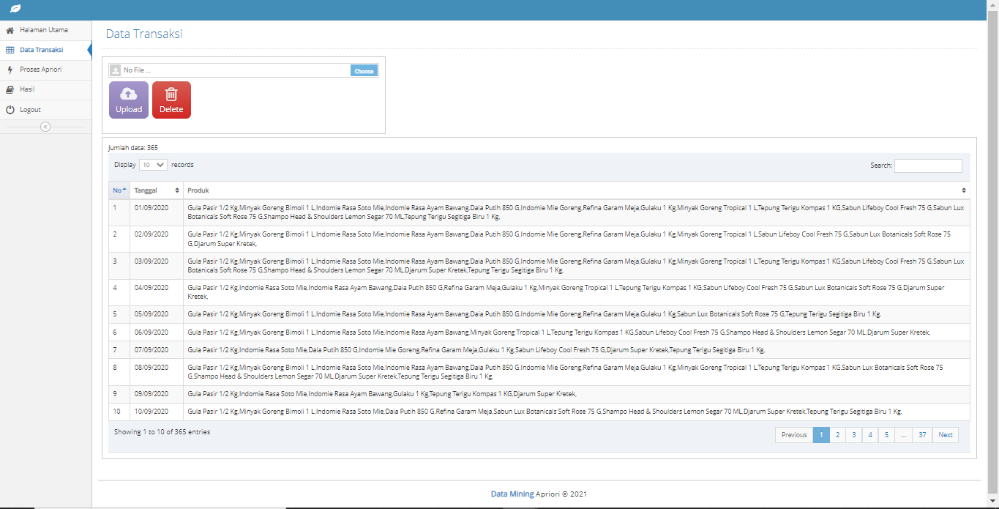 Halaman Utama
Data Transaksi
Proses Apriori
Hasil
Logout
Data Transaksi
No File ...
Choose
Upload
Delete
Jumlah data: 365
Display 10 records
Search:
No Tanggal Produk
1 01/09/2020 Gula Pasir 1/2 Kg,Minyak Goreng Bimoli 1 L,Indomie Rasa Soto Mie,Indomie Rasa Ayam Bawang,Daia Putih 850 G,Indomie Mie Goreng,Refina Garam Meja,Gulaku 1 Kg,Minyak Goreng Tropical 1 L,Tepung Terigu Kompas 1 KG,Sabun Lifeboy Cool Fresh 75 G,Sabun Lux
Botanicals Soft Rose 75 G,Shampo Head & Shoulders Lemon Segar 70 ML,Tepung Terigu Segitiga Biru 1 Kg,
2 02/09/2020 Gula Pasir 1/2 Kg,Minyak Goreng Bimoli 1 L,Indomie Rasa Soto Mie,Indomie Rasa Ayam Bawang,Daia Putih 850 G,Indomie Mie Goreng,Refina Garam Meja,Gulaku 1 Kg,Minyak Goreng Tropical 1 L,Sabun Lifeboy Cool Fresh 75 G,Sabun Lux Botanicals Soft Rose 75
G,Djarum Super Kretek,
3 03/09/2020 Gula Pasir 1/2 Kg,Minyak Goreng Bimoli 1 L,Indomie Rasa Soto Mie,Indomie Rasa Ayam Bawang,Daia Putih 850 G,Indomie Mie Goreng,Refina Garam Meja,Gulaku 1 Kg,Minyak Goreng Tropical 1 L,Tepung Terigu Kompas 1 KG,Sabun Lifeboy Cool Fresh 75 G,Sabun Lux
Botanicals Soft Rose 75 G,Shampo Head & Shoulders Lemon Segar 70 ML,Djarum Super Kretek,Tepung Terigu Segitiga Biru 1 Kg,
4 04/09/2020 Gula Pasir 1/2 Kg,Indomie Rasa Soto Mie,Indomie Rasa Ayam Bawang,Daia Putih 850 G,Refina Garam Meja,Gulaku 1 Kg,Minyak Goreng Tropical 1 L,Tepung Terigu Kompas 1 KG,Sabun Lifeboy Cool Fresh 75 G,Sabun Lux Botanicals Soft Rose 75 G,Djarum Super
Kretek,
5 05/09/2020 Gula Pasir 1/2 Kg,Minyak Goreng Bimoli 1 L,Indomie Rasa Soto Mie,Indomie Rasa Ayam Bawang,Daia Putih 850 G,Indomie Mie Goreng,Refina Garam Meja,Gulaku 1 Kg,Sabun Lux Botanicals Soft Rose 75 G,Tepung Terigu Segitiga Biru 1 Kg,
6 06/09/2020 Gula Pasir 1/2 Kg,Minyak Goreng Bimoli 1 L,Indomie Rasa Soto Mie,Indomie Rasa Ayam Bawang,Minyak Goreng Tropical 1 L,Tepung Terigu Kompas 1 KG,Sabun Lifeboy Cool Fresh 75 G,Shampo Head & Shoulders Lemon Segar 70 ML,Djarum Super Kretek,
7 07/09/2020 Gula Pasir 1/2 Kg,Indomie Rasa Soto Mie,Daia Putih 850 G,Indomie Mie Goreng,Refina Garam Meja,Gulaku 1 Kg,Sabun Lifeboy Cool Fresh 75 G,Djarum Super Kretek,Tepung Terigu Segitiga Biru 1 Kg,
8 08/09/2020 Gula Pasir 1/2 Kg,Minyak Goreng Bimoli 1 L,Indomie Rasa Soto Mie,Indomie Rasa Ayam Bawang,Daia Putih 850 G,Indomie Mie Goreng,Refina Garam Meja,Gulaku 1 Kg,Minyak Goreng Tropical 1 L,Tepung Terigu Kompas 1 KG,Sabun Lux Botanicals Soft Rose 75
G,Shampo Head & Shoulders Lemon Segar 70 ML,Djarum Super Kretek,Tepung Terigu Segitiga Biru 1 Kg,
9 09/09/2020 Gula Pasir 1/2 Kg,Indomie Rasa Soto Mie,Indomie Rasa Ayam Bawang,Gulaku 1 Kg,Tepung Terigu Kompas 1 KG,Djarum Super Kretek,
10 10/09/2020 Gula Pasir 1/2 Kg,Minyak Goreng Bimoli 1 L,Indomie Rasa Soto Mie,Daia Putih 850 G,Refina Garam Meja,Sabun Lux Botanicals Soft Rose 75 G,Shampo Head & Shoulders Lemon Segar 70 ML,Djarum Super Kretek,Tepung Terigu Segitiga Biru 1 Kg,
Showing 1 to 10 of 365 entries
Previous 1 2 3 4 5 ... 37 Next
Data Mining Apriori © 2021